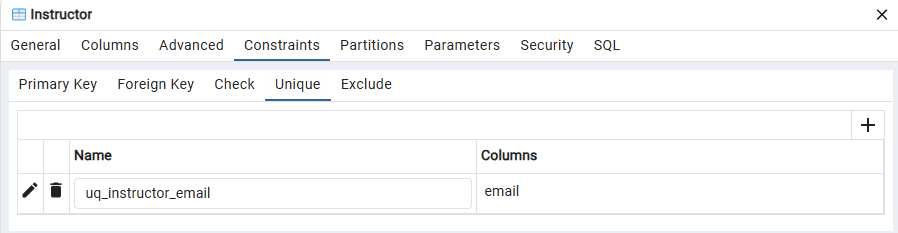 Instructor
General Columns Advanced Constraints Partitions Parameters Security SQL
Primary Key Foreign Key Check Unique Exclude
Name Columns
uq_instructor_email email